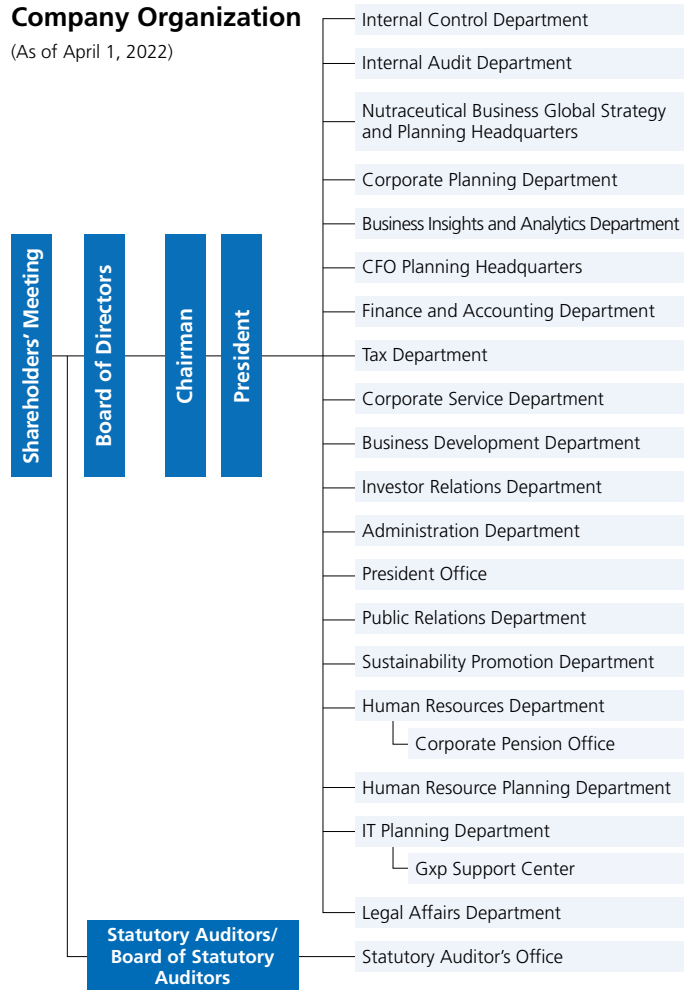 Company Organization
(As of April 1, 2022)
Shareholders' Meeting
Board of Directors
Chairman
President
Internal Control Department
Internal Audit Department
Nutraceutical Business Global Strategy
and Planning Headquarters
Corporate Planning Department
Business Insights and Analytics Department
CFO Planning Headquarters
Finance and Accounting Department
Tax Department
Corporate Service Department
Business Development Department
Investor Relations Department
Administration Department
President Office
Public Relations Department
Sustainability Promotion Department
Human Resources Department
Corporate Pension Office
Human Resource Planning Department
IT Planning Department
Gxp Support Center
Legal Affairs Department
Statutory Auditors/
Board of Statutory
Auditors
Statutory Auditor's Office